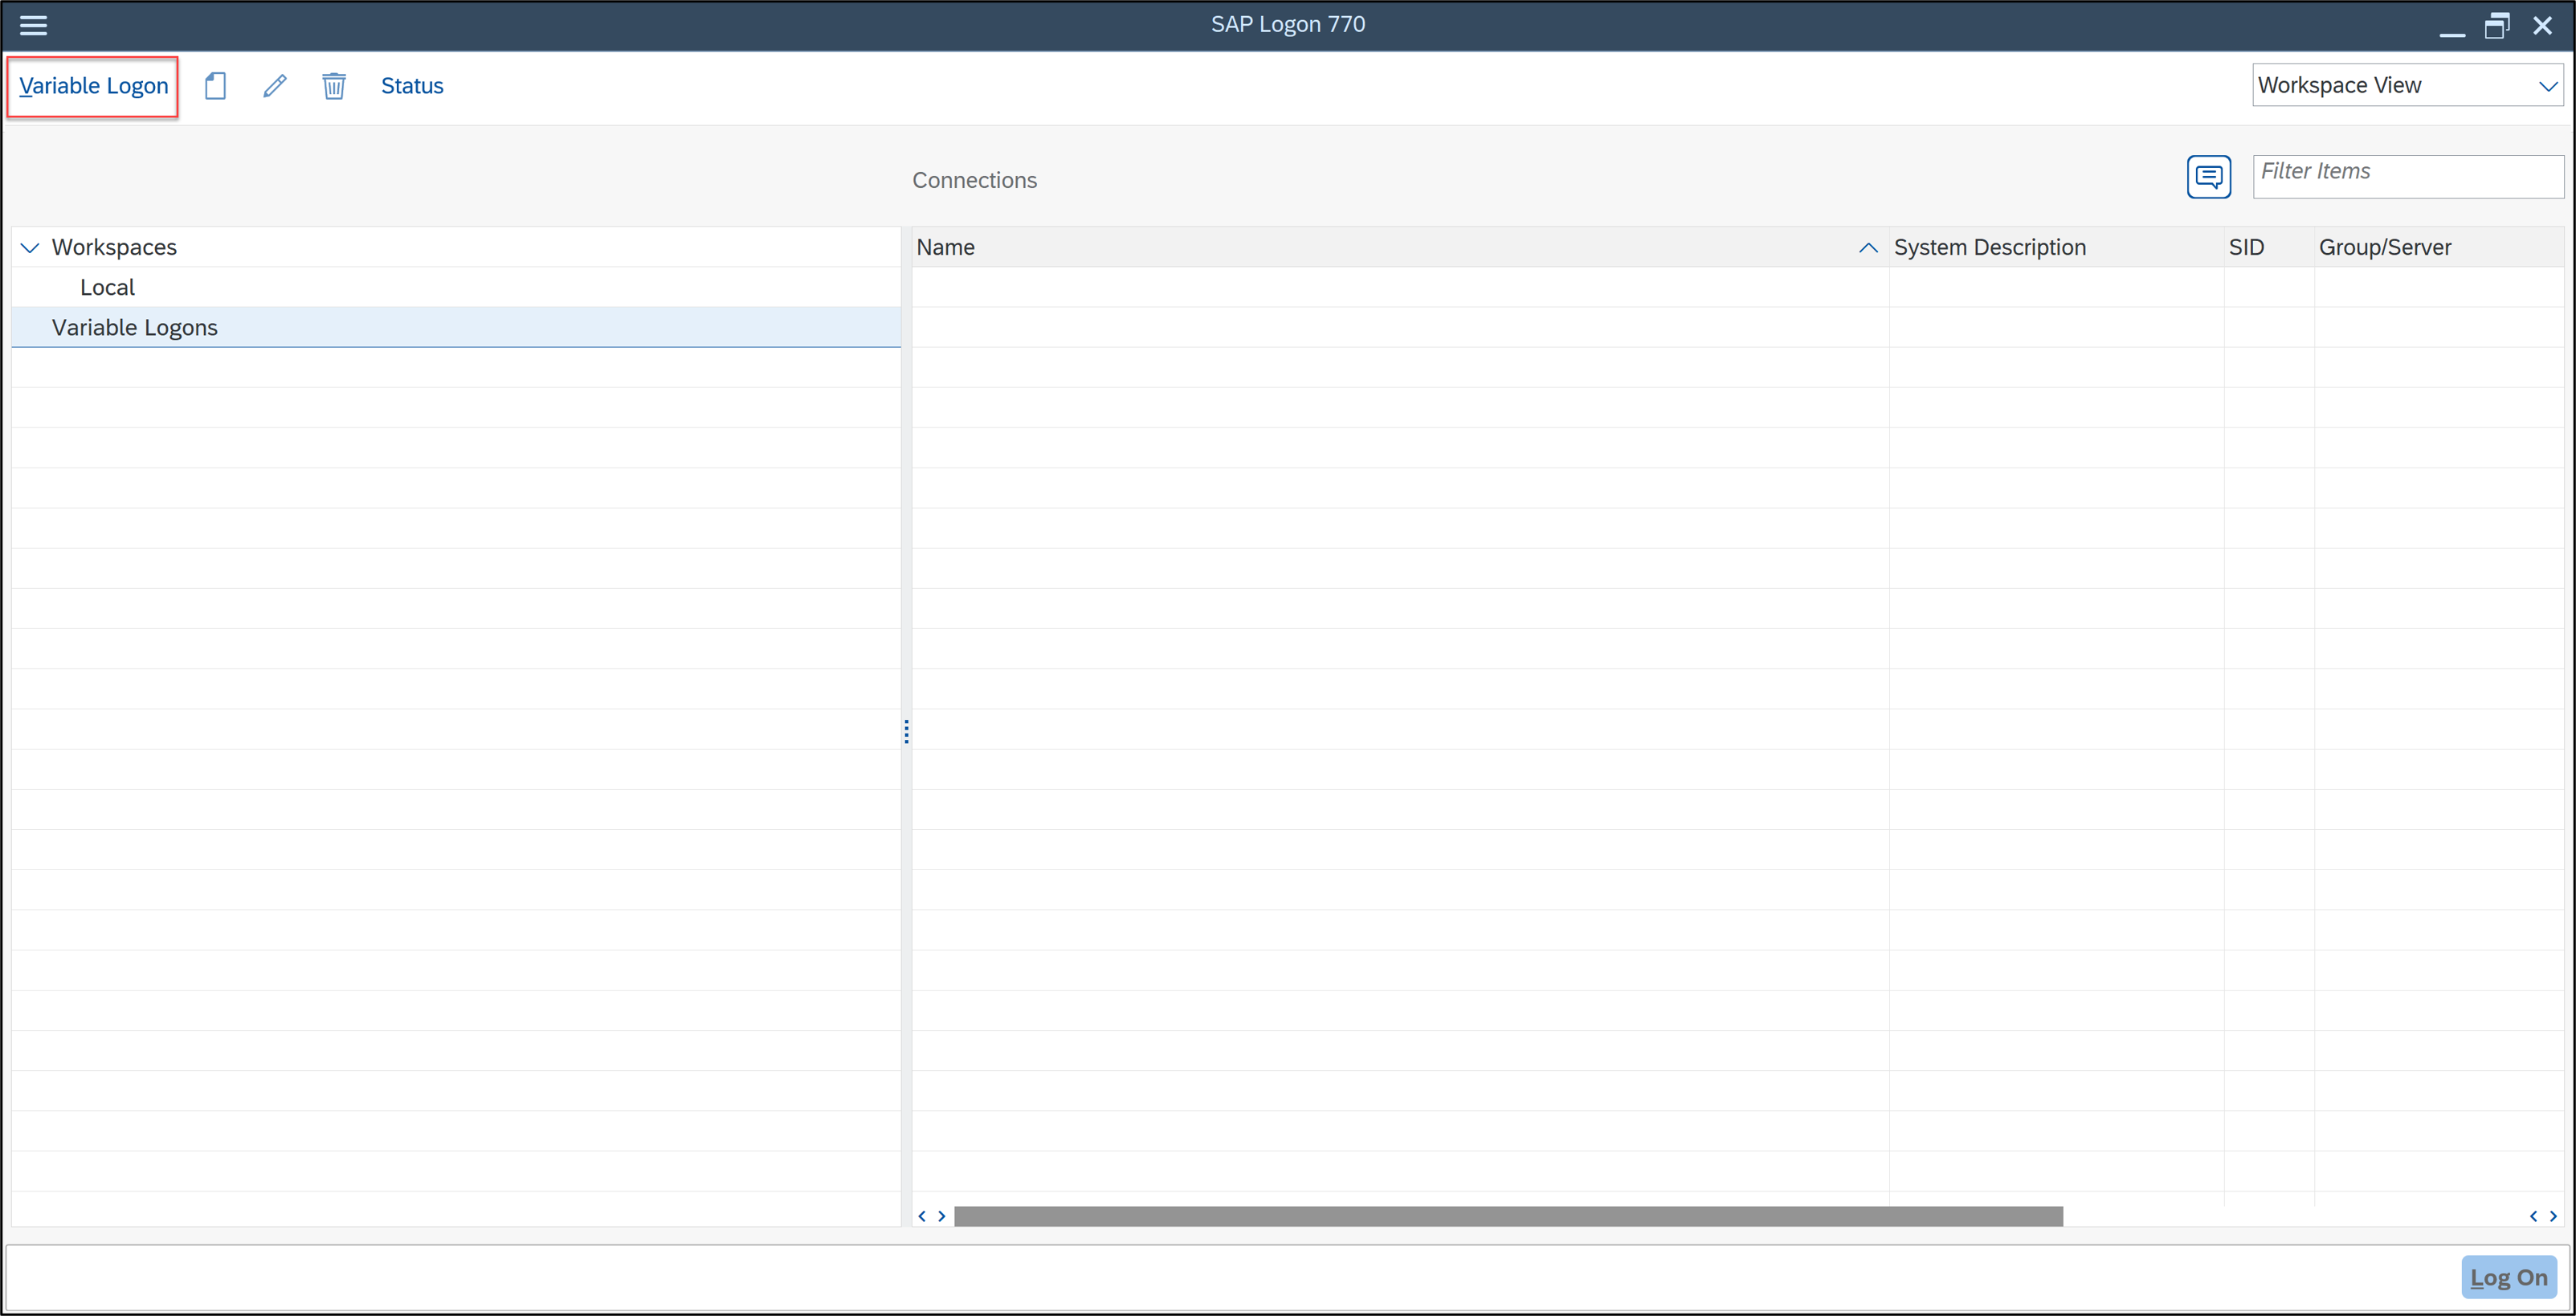 SAP Logon 770
Variable Logon Status Workspace View
Connections Filter Items
Workspaces
Local
Variable Logons
Name System Description SID Group/Server
Log On